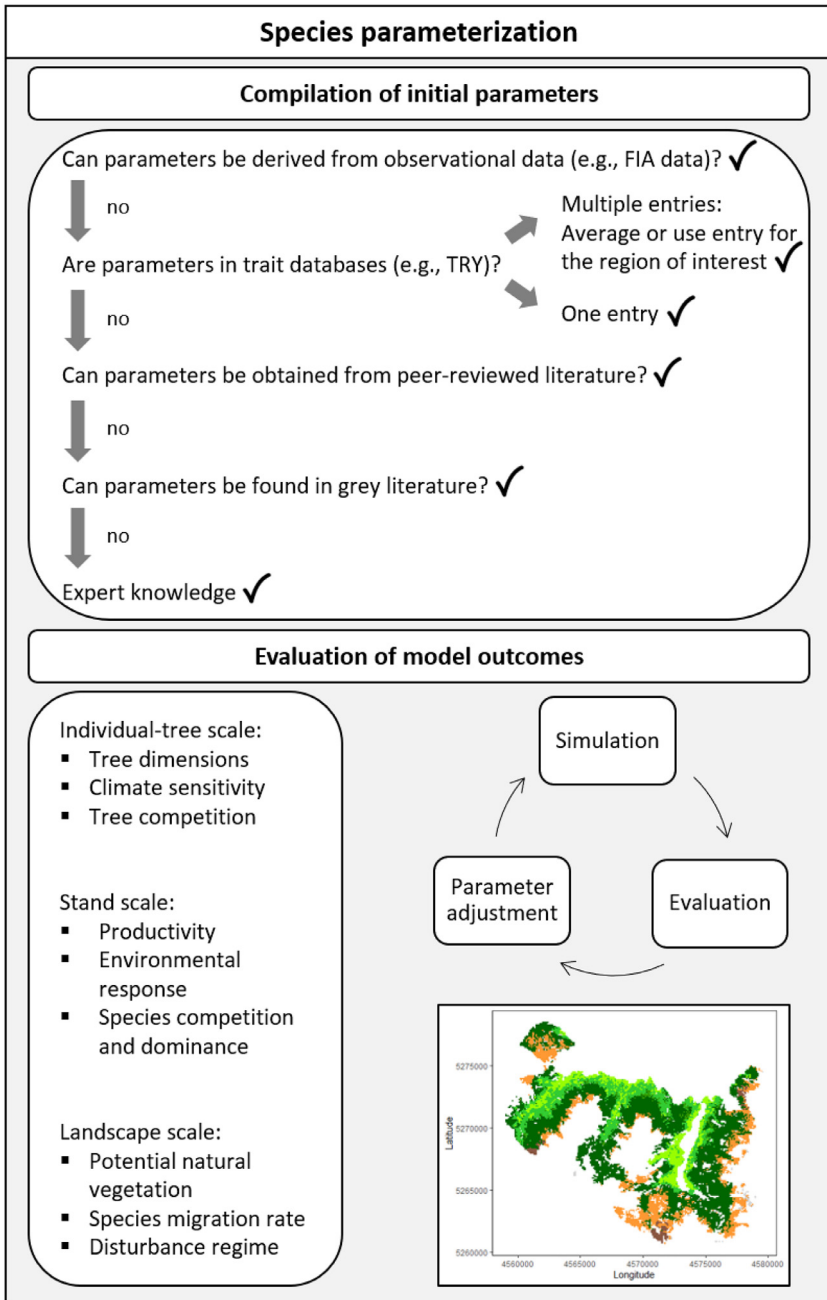 Species parameterization
Compilation of initial parameters
Can parameters be derived from observational data (e.g., FIA data)? ✓
no
Multiple entries:
Average or use entry for
the region of interest ✓
Are parameters in trait databases (e.g., TRY)?
One entry ✓
no
Can parameters be obtained from peer-reviewed literature? ✓
no
Can parameters be found in grey literature? ✓
no
Expert knowledge ✓
Evaluation of model outcomes
Individual-tree scale:
▪ Tree dimensions
▪ Climate sensitivity
▪ Tree competition
Stand scale:
▪ Productivity
▪ Environmental
response
▪ Species competition
and dominance
Landscape scale:
▪ Potential natural
vegetation
▪ Species migration rate
▪ Disturbance regime
Simulation
Evaluation
Parameter
adjustment
Latitude
5275000
5270000
5265000
5260000
4560000 4565000 4570000 4575000 4580000
Longitude